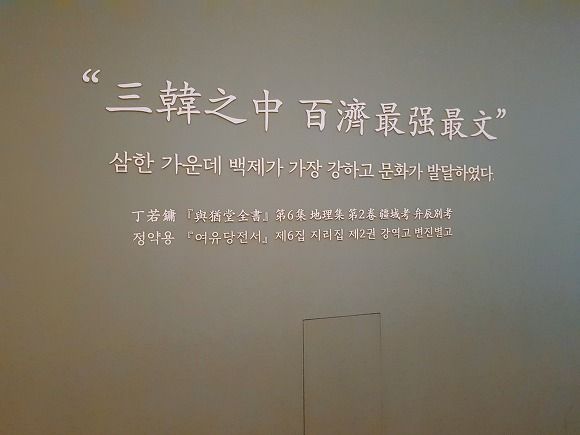 “三韓之中 百濟最强最文”
삼한 가운데 백제가 가장 강하고 문화가 발달하였다.
丁若鏞 『與猶堂全書』 第6集 地理集 第2卷 疆域考 弁辰別考
정약용 『여유당전서』 제6집 지리집 제2권 강역고 변진별고